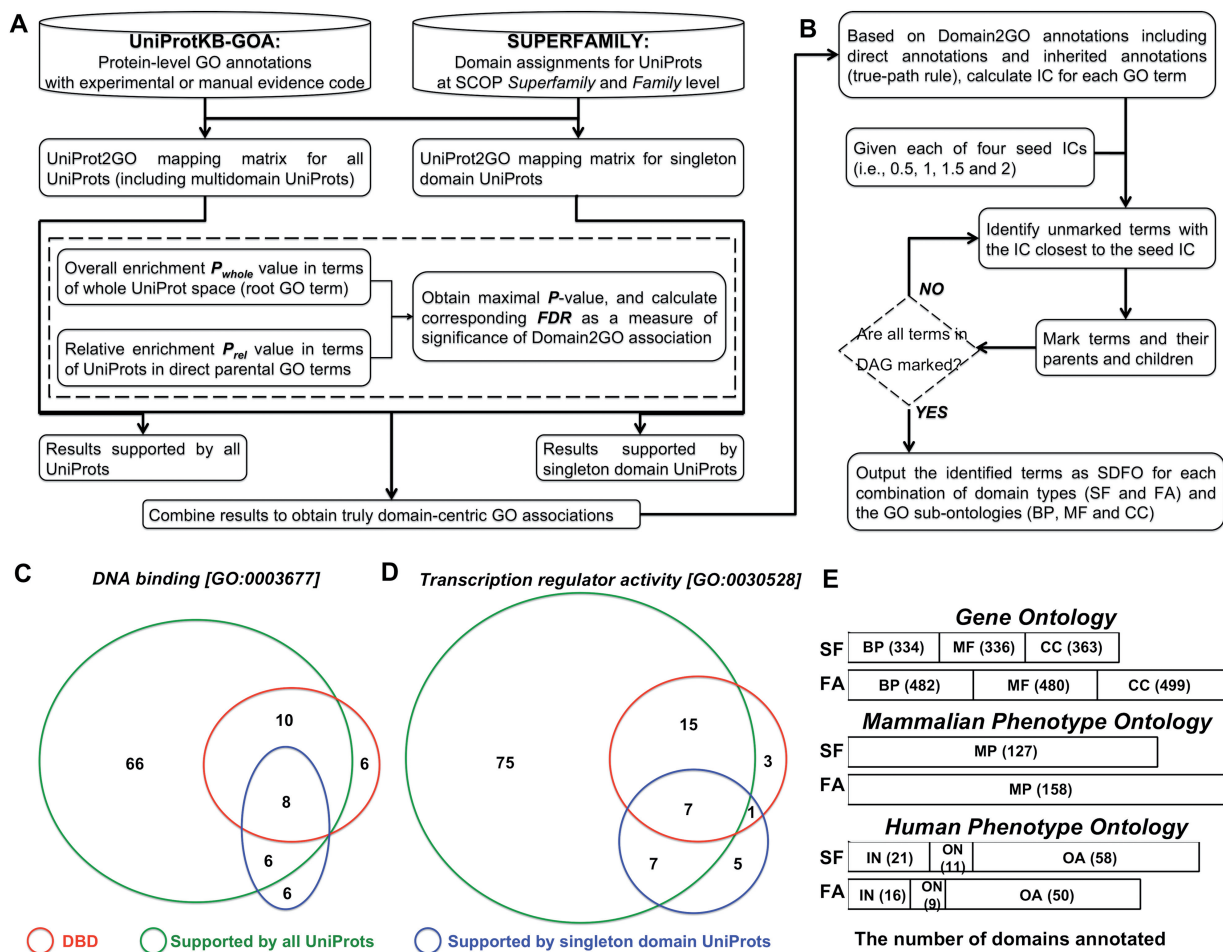 A
UniProtKB-GOA:
Protein-level GO annotations
with experimental or manual evidence code
SUPERFAMILY:
Domain assignments for UniProts
at SCOP Superfamily and Family level
UniProt2GO mapping matrix for all
UniProts (including multidomain UniProts)
UniProt2GO mapping matrix for singleton
domain UniProts
Overall enrichment Pwhole value in terms
of whole UniProt space (root GO term)
Relative enrichment Prel value in terms
of UniProts in direct parental GO terms
Obtain maximal P-value, and calculate
corresponding FDR as a measure of
significance of Domain2GO association
Results supported by all
UniProts
Results supported by
singleton domain UniProts
Combine results to obtain truly domain-centric GO associations
B
Based on Domain2GO annotations including
direct annotations and inherited annotations
(true-path rule), calculate IC for each GO term
Given each of four seed ICs
(i.e., 0.5, 1, 1.5 and 2)
Identify unmarked terms with
the IC closest to the seed IC
NO
Are all terms in
DAG marked?
Mark terms and their
parents and children
YES
Output the identified terms as SDFO for each
combination of domain types (SF and FA) and
the GO sub-ontologies (BP, MF and CC)
C
DNA binding [GO:0003677]
66
10
6
8
6
6
D
Transcription regulator activity [GO:0030528]
75
15
3
7
1
7
5
DBD
Supported by all UniProts
Supported by singleton domain UniProts
E
Gene Ontology
SF BP (334) MF (336) CC (363)
FA BP (482) MF (480) CC (499)
Mammalian Phenotype Ontology
SF MP (127)
FA MP (158)
Human Phenotype Ontology
SF IN (21) ON (11) OA (58)
FA IN (16) ON (9) OA (50)
The number of domains annotated